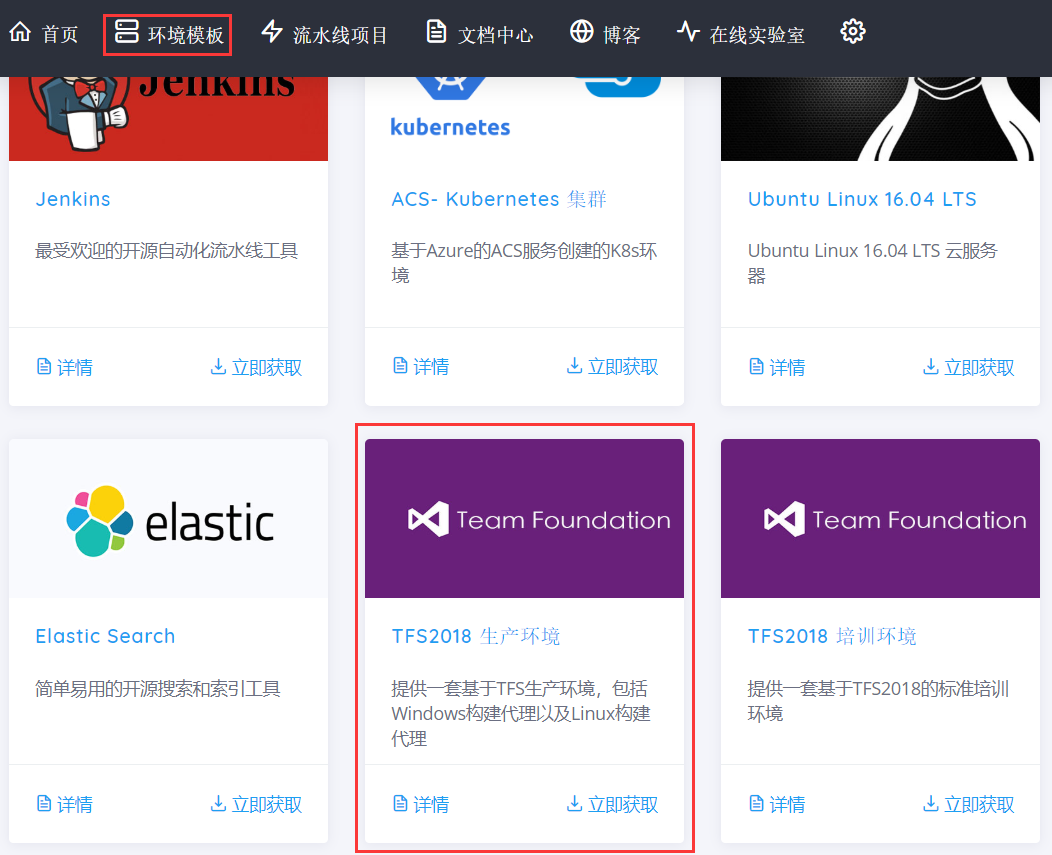 首页 环境模板 流水线项目 文档中心 博客 在线实验室
Jenkins
kubernetes
Jenkins
最受欢迎的开源自动化流水线工具
详情 立即获取
ACS- Kubernetes 集群
基于Azure的ACS服务创建的K8s环
境
详情 立即获取
Ubuntu Linux 16.04 LTS
Ubuntu Linux 16.04 LTS 云服务
器
详情 立即获取
elastic
Elastic Search
简单易用的开源搜索和索引工具
详情 立即获取
Team Foundation
TFS2018 生产环境
提供一套基于TFS生产环境，包括
Windows构建代理以及Linux构建
代理
详情 立即获取
Team Foundation
TFS2018 培训环境
提供一套基于TFS2018的标准培训
环境
详情 立即获取